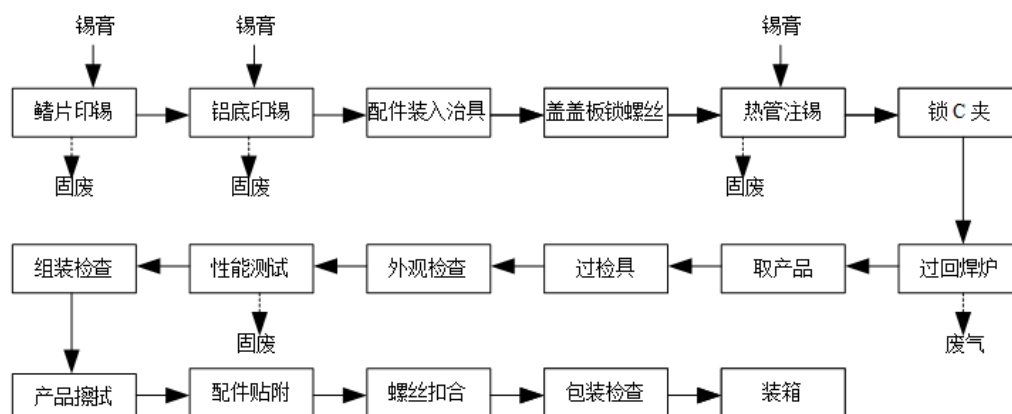 锡膏
锡膏
锡膏
鳍片印锡
铝底印锡
配件装入治具
盖盖板锁螺丝
热管注锡
锁C夹
固废
固废
固废
组装检查
性能测试
外观检查
过检具
取产品
过回焊炉
固废
废气
产品擦拭
配件贴附
螺丝扣合
包装检查
装箱